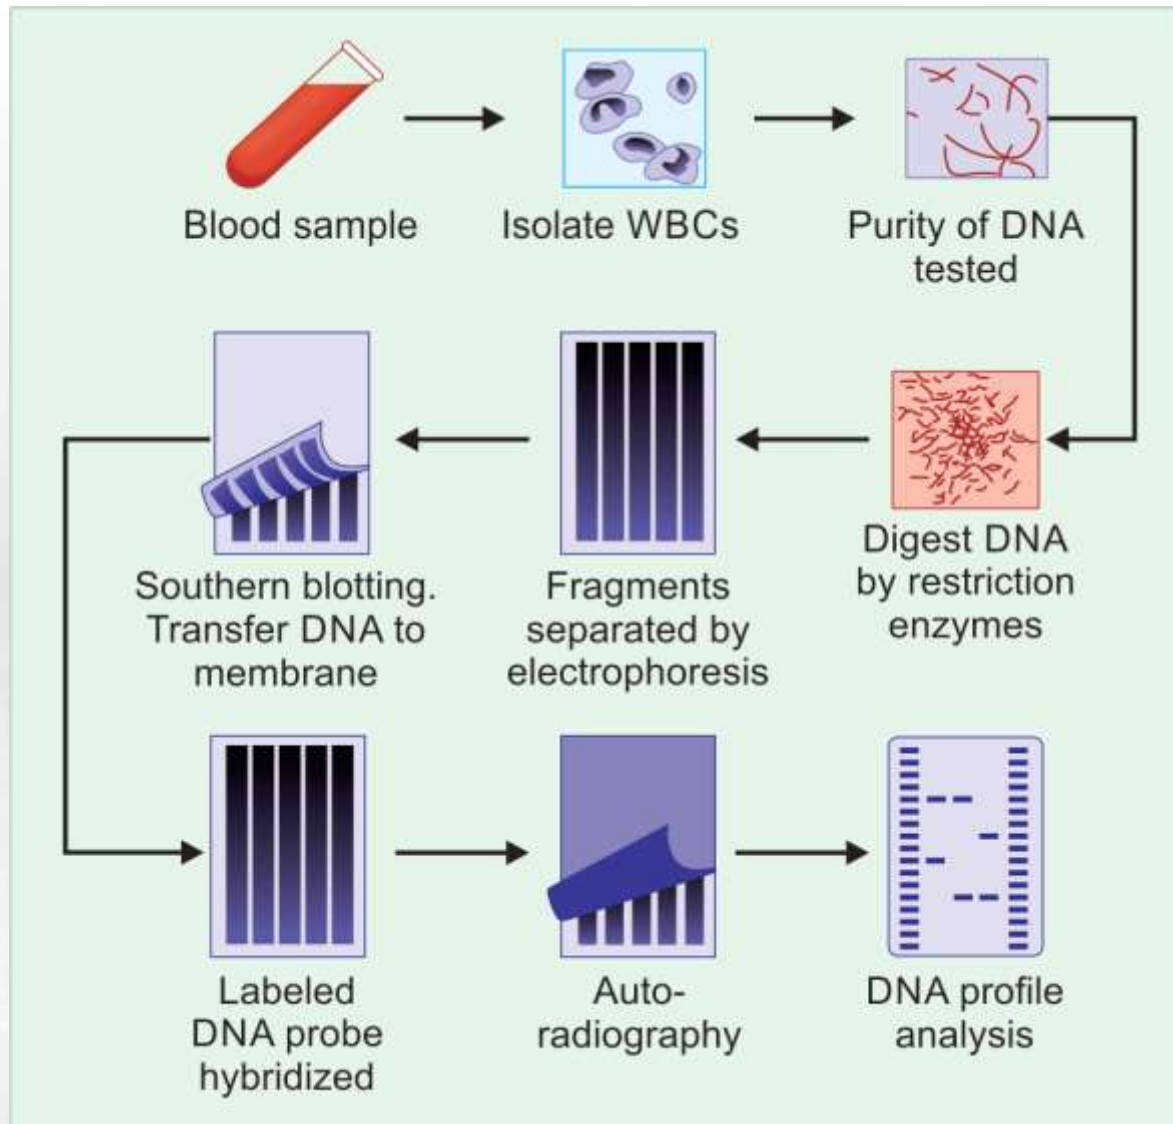 Blood sample
Isolate WBCs
Purity of DNA
tested
Digest DNA
by restriction
enzymes
Fragments
separated by
electrophoresis
Southern blotting.
Transfer DNA to
membrane
Labeled
DNA probe
hybridized
Auto-
radiography
DNA profile
analysis